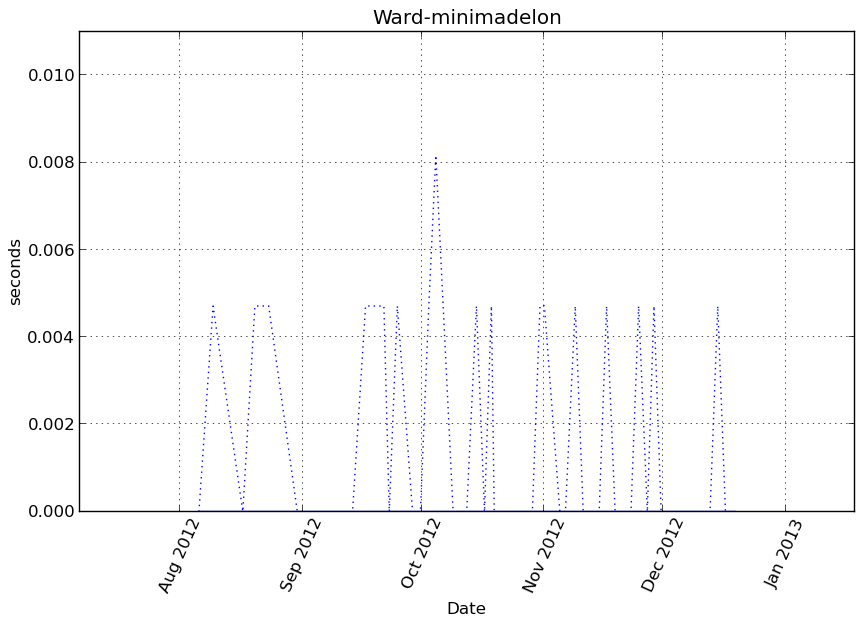 Ward-minimadelon
0.010
0.008
0.006
0.004
0.002
0.000
seconds
Aug 2012
Sep 2012
Oct 2012
Nov 2012
Dec 2012
Jan 2013
Date